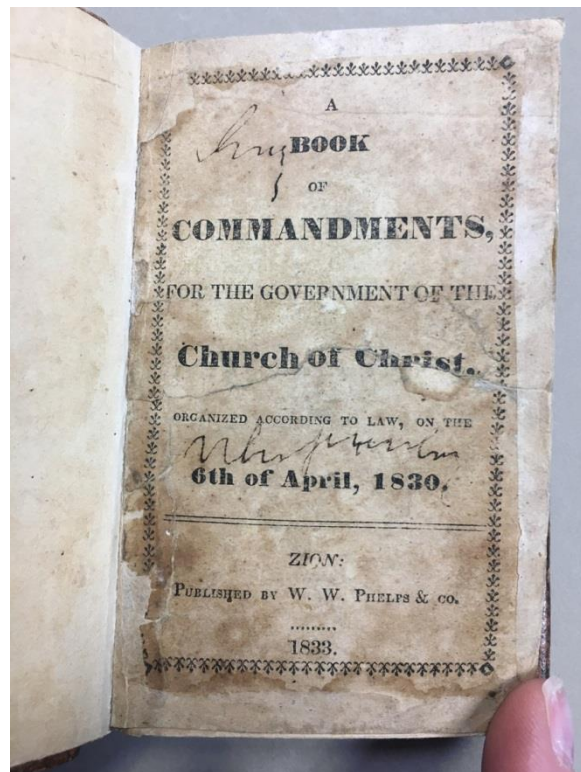 A
BOOK
OF
COMMANDMENTS,
FOR THE GOVERNMENT OF THE
Church of Christ,
ORGANIZED ACCORDING TO LAW, ON THE
6th of April, 1830.
ZION:
PUBLISHED BY W. W. PHELPS & CO.
.........
1833.